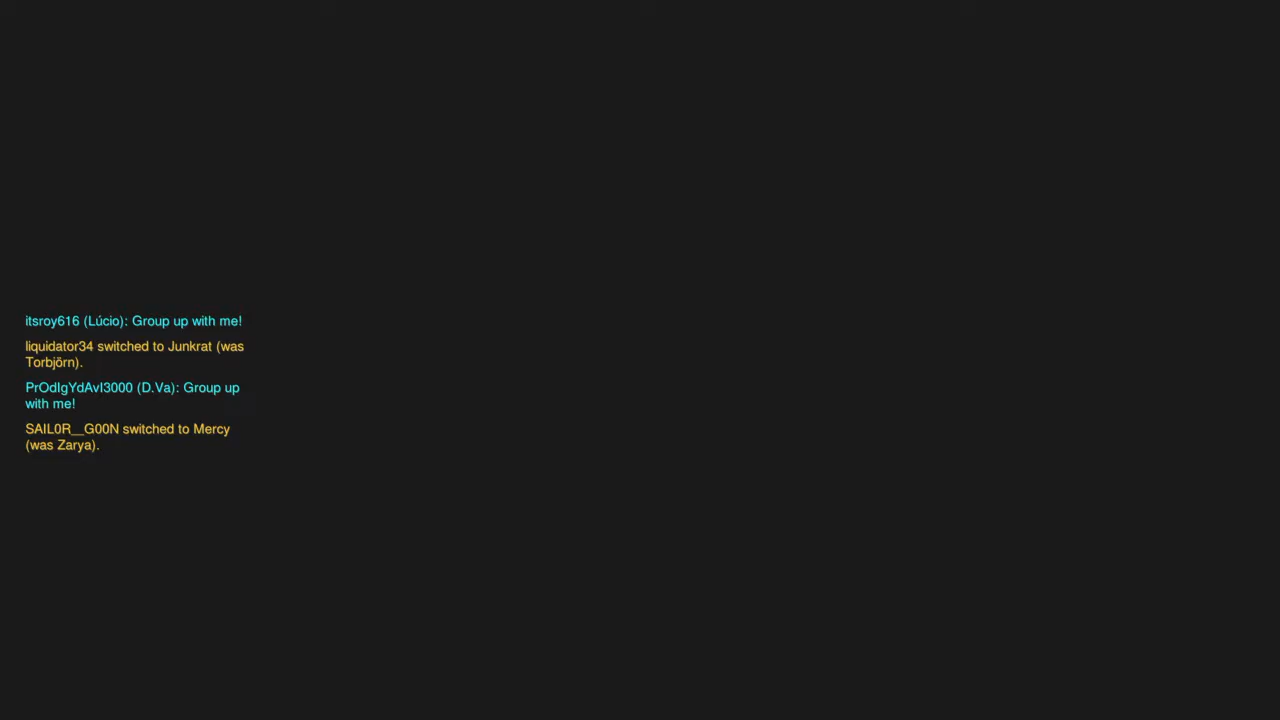 itsroy616 (Lúcio): Group up with me!
liquidator34 switched to Junkrat (was
Torbjörn).
PrOdIgYdAvI3000 (D.Va): Group up
with me!
SAIL0R__G00N switched to Mercy
(was Zarya).